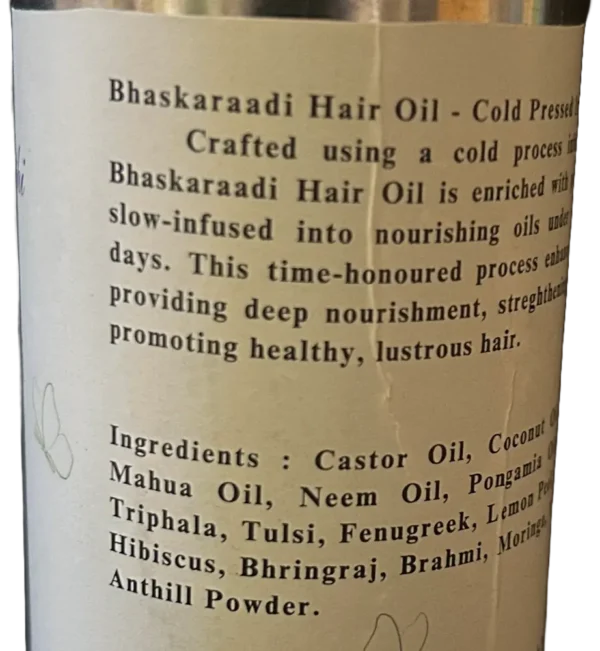 Bhaskaraadi Hair Oil - Cold Pressed
Crafted using a cold process
Bhaskaraadi Hair Oil is enriched with
slow-infused into nourishing oils under
days. This time-honoured process
providing deep nourishment,
promoting healthy, lustrous hair.
Ingredients : Castor Oil, Coconut
Mahua Oil, Neem Oil, Pongamia
Triphala, Tulsi, Fenugreek, Lemon
Hibiscus, Bhringraj, Brahmi, Moringa,
Anthill Powder.